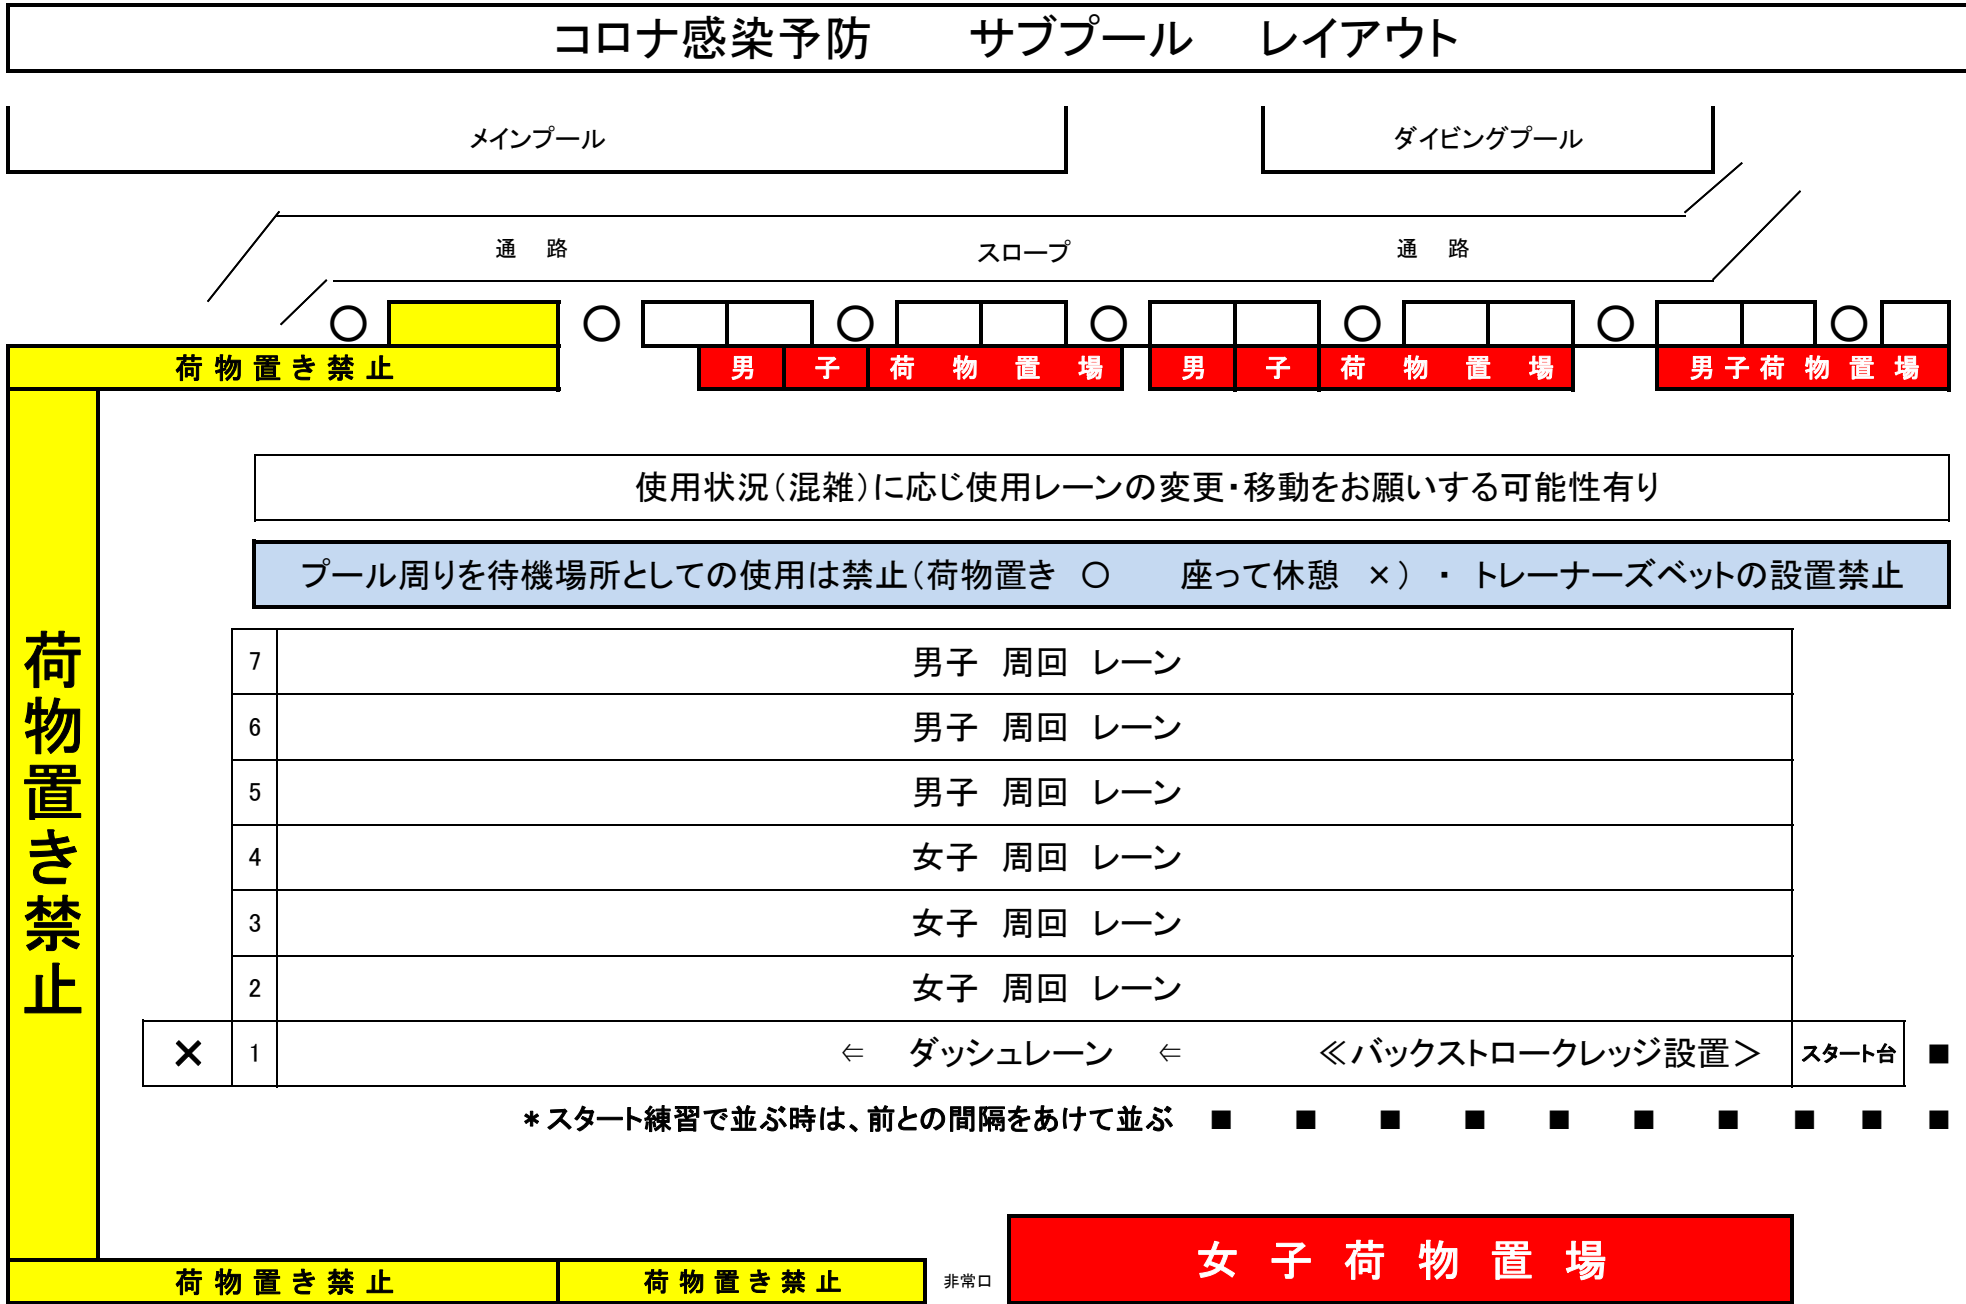 コロナ感染予防　サブプール　レイアウト
メインプール
ダイビングプール
通　路
スロープ
通　路
荷物置き禁止
男子荷物置場
男子荷物置場
男子荷物置場
使用状況（混雑）に応じ使用レーンの変更・移動をお願いする可能性有り
プール周りを待機場所としての使用は禁止（荷物置き　○　　座って休憩　×）　・　トレーナーズベットの設置禁止
荷物置き禁止
7　男子　周回　レーン
6　男子　周回　レーン
5　男子　周回　レーン
4　女子　周回　レーン
3　女子　周回　レーン
2　女子　周回　レーン
×　1　⇐　ダッシュレーン　⇐　≪バックストロークレッジ設置＞　スタート台　■
＊スタート練習で並ぶ時は、前との間隔をあけて並ぶ　■　■　■　■　■　■　■　■　■　■
女子荷物置場
荷物置き禁止
荷物置き禁止
非常口